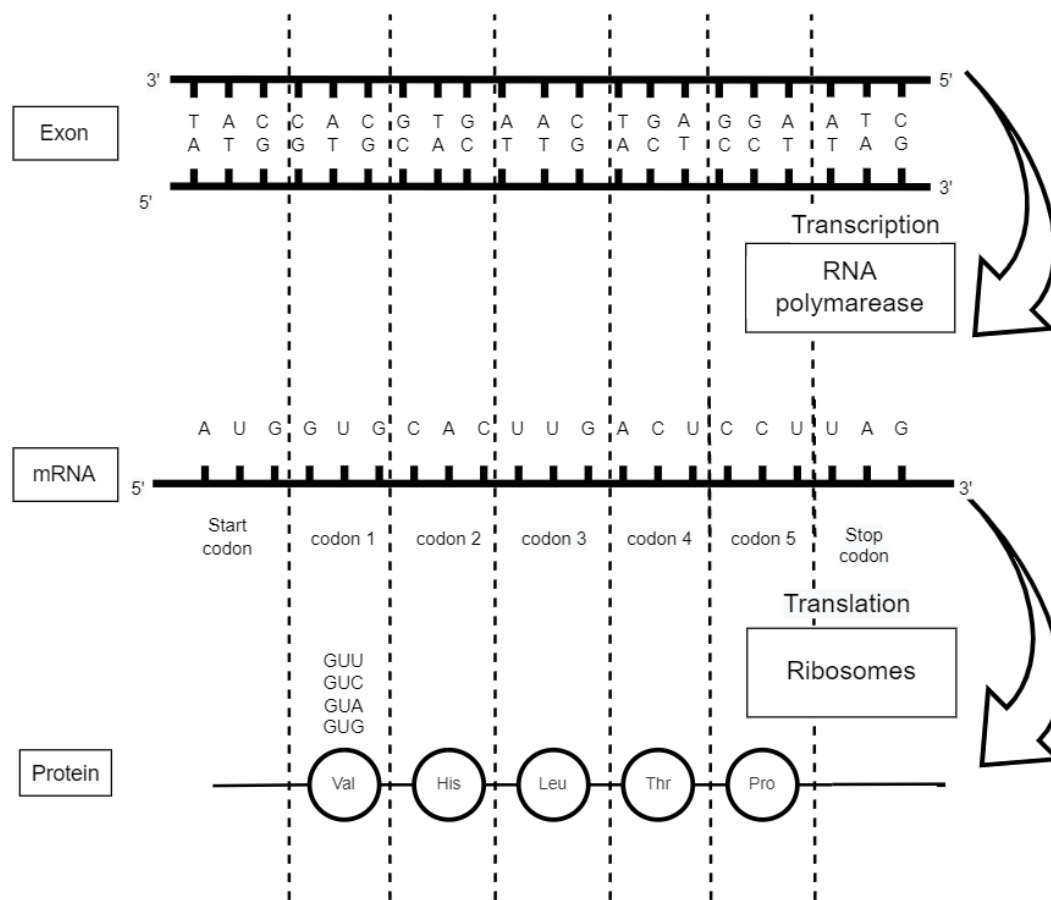 3' 5'
Exon
T A C C A C G T G A A C T G A G G A A T C
A T G G T G C A C T T G A C T C C T T A G
5' 3'
Transcription
RNA
polymarease
A U G G U G C A C U U G A C U C C U U A G
mRNA
5' 3'
Start
codon
codon 1
codon 2
codon 3
codon 4
codon 5
Stop
codon
Translation
Ribosomes
GUU
GUC
GUA
GUG
Protein
Val His Leu Thr Pro